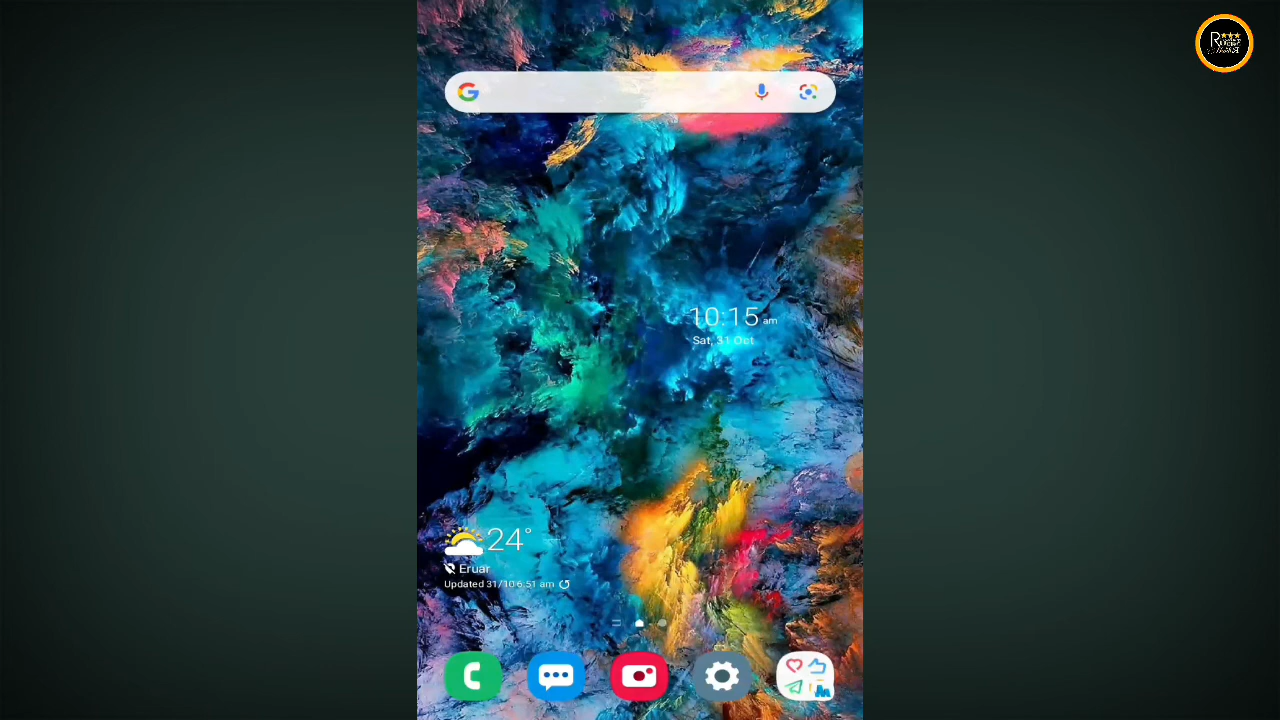 10:15 am
Sat, 31 Oct
24°
Eruar
Updated 31/10 6:51 am